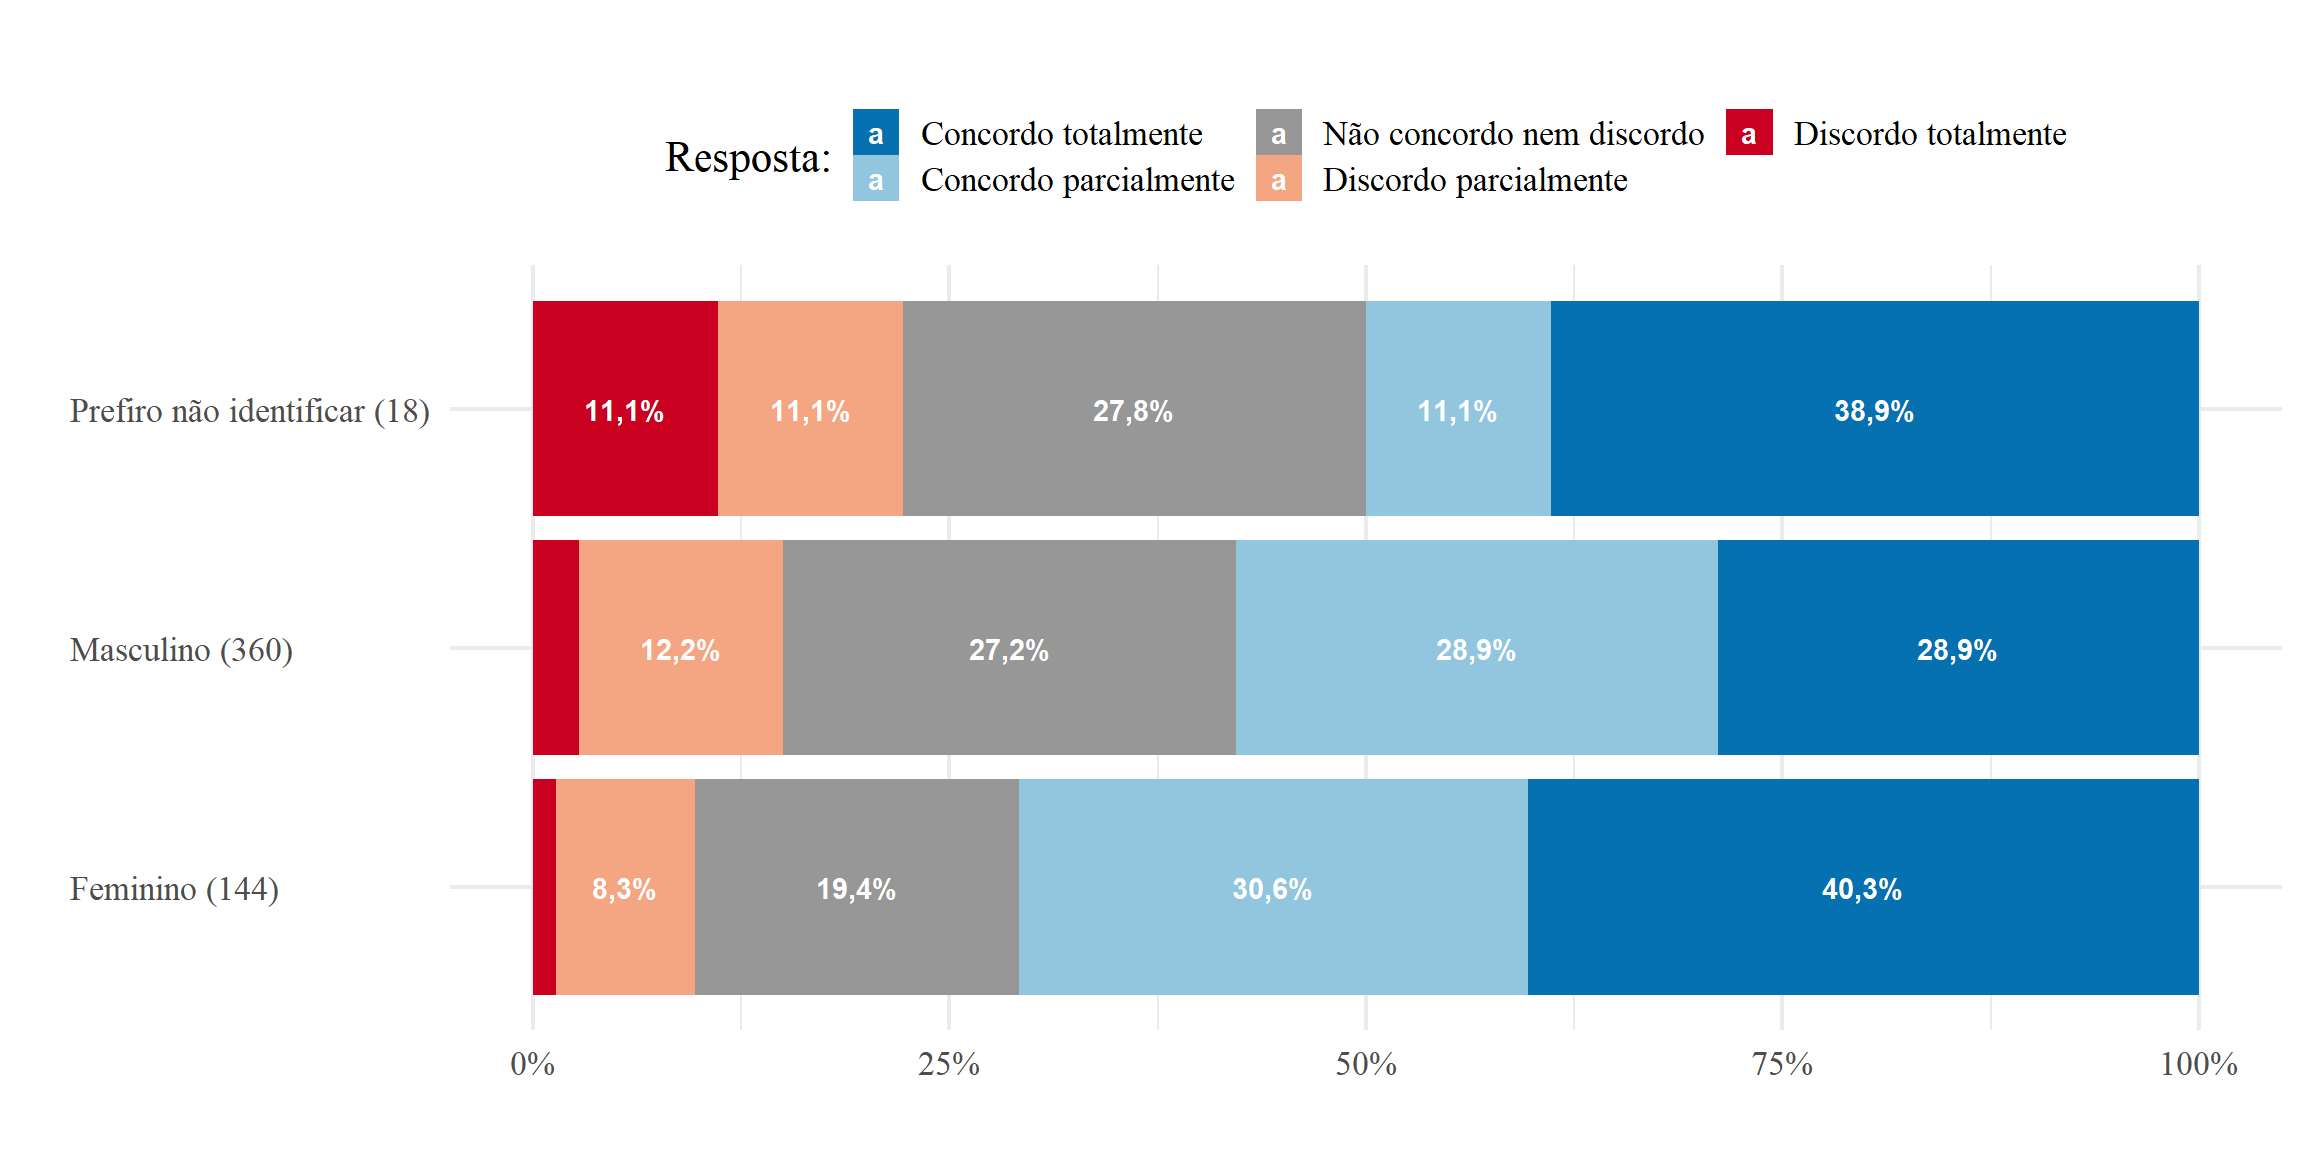 Resposta:
a Concordo totalmente
a Concordo parcialmente
a Não concordo nem discordo
a Discordo parcialmente
a Discordo totalmente
Prefiro não identificar (18)
11,1% 11,1% 27,8% 11,1% 38,9%
Masculino (360)
12,2% 27,2% 28,9% 28,9%
Feminino (144)
8,3% 19,4% 30,6% 40,3%
0% 25% 50% 75% 100%